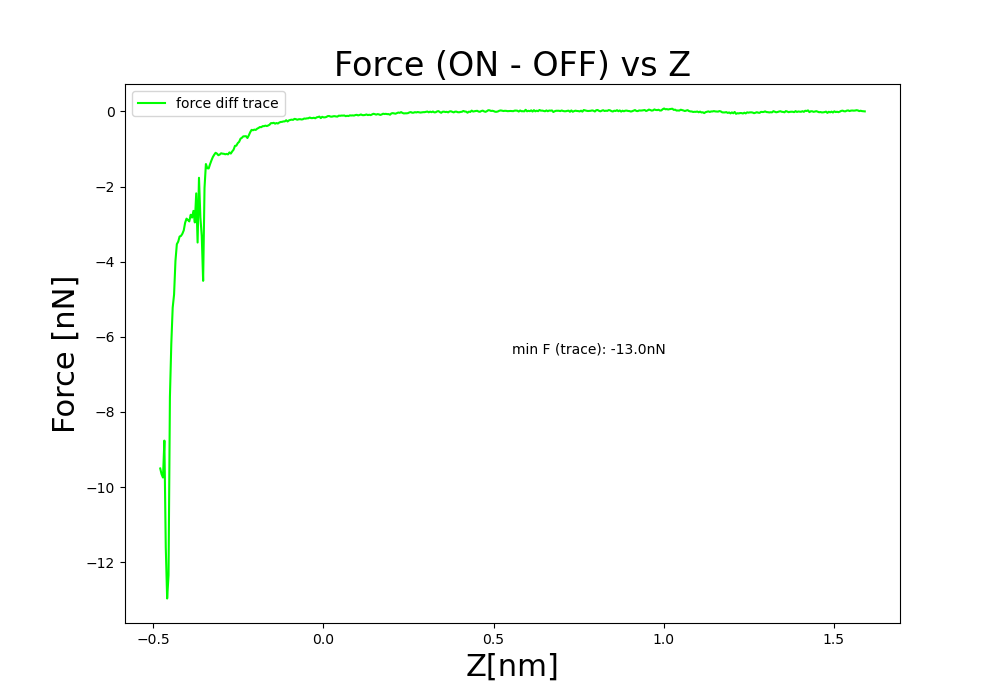 Force (ON - OFF) vs Z
force diff trace
0
−2
−4
−6
−8
−10
−12
Force [nN]
min F (trace): -13.0nN
−0.5
0.0
0.5
1.0
1.5
Z[nm]